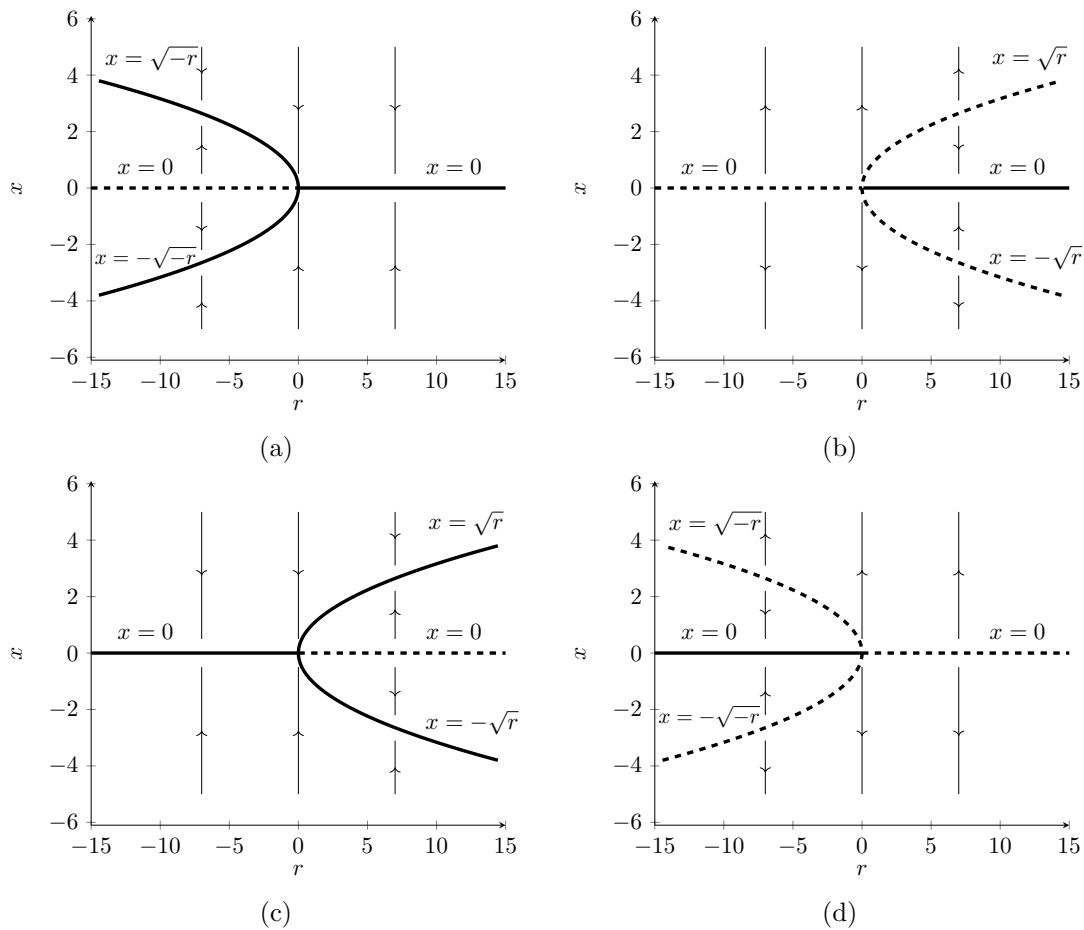 6
4
2
0
−2
−4
−6
x
x = √−r
x = 0
x = 0
x = −√−r
−15 −10 −5 0 5 10 15
r
(a)
6
4
2
0
−2
−4
−6
x
x = √r
x = 0
x = −√r
−15 −10 −5 0 5 10 15
r
(b)
6
4
2
0
−2
−4
−6
x
x = √r
x = 0
x = 0
x = −√r
−15 −10 −5 0 5 10 15
r
(c)
6
4
2
0
−2
−4
−6
x
x = √−r
x = 0
x = 0
x = −√−r
−15 −10 −5 0 5 10 15
r
(d)